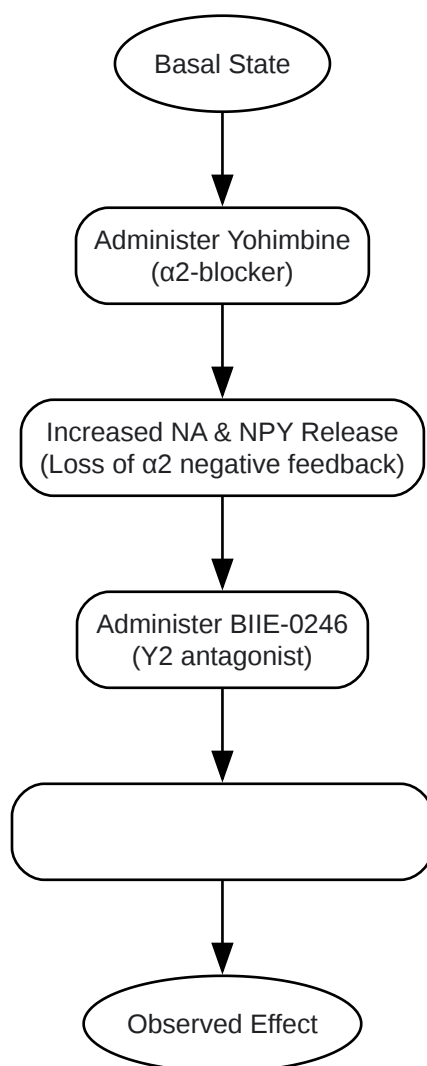 Basal State
Administer Yohimbine
(α2-blocker)
Increased NA & NPY Release
(Loss of α2 negative feedback)
Administer BIIE-0246
(Y2 antagonist)
Observed Effect